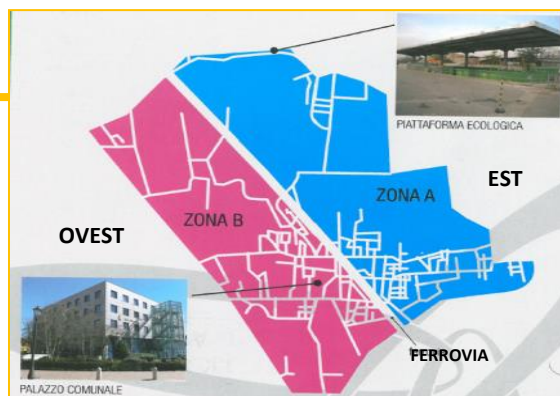 PIATTAFORMA ECOLOGICA
EST
ZONA A
ZONA B
OVEST
FERROVIA
PALAZZO COMUNALE